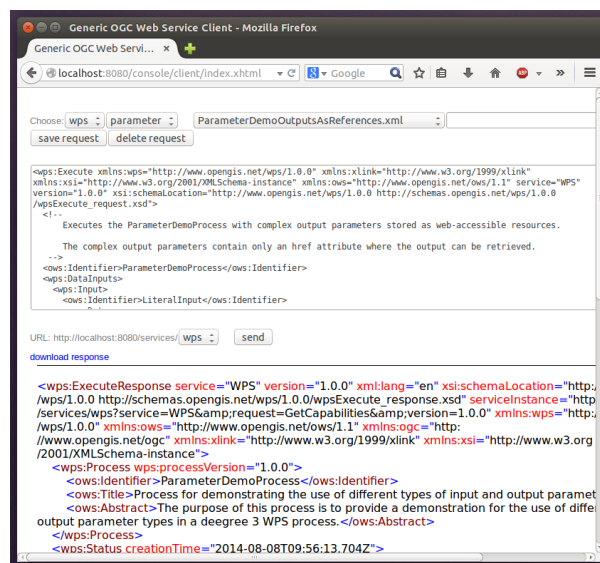 Generic OGC Web Service Client - Mozilla Firefox
Generic OGC Web Servi...
localhost:8080/console/client/index.xhtml
Google
Choose: wps parameter ParameterDemoOutputsAsReferences.xml
save request delete request
<wps:Execute xmlns:wps="http://www.opengis.net/wps/1.0.0" xmlns:xlink="http://www.w3.org/1999/xlink"
xmlns:xsi="http://www.w3.org/2001/XMLSchema-instance" xmlns:ows="http://www.opengis.net/ows/1.1" service="WPS"
version="1.0.0" xsi:schemaLocation="http://www.opengis.net/wps/1.0.0 http://schemas.opengis.net/wps/1.0.0
/wpsExecute_request.xsd">
<!--
Executes the ParameterDemoProcess with complex output parameters stored as web-accessible resources.
The complex output parameters contain only an href attribute where the output can be retrieved.
-->
<ows:Identifier>ParameterDemoProcess</ows:Identifier>
<wps:DataInputs>
<wps:Input>
<ows:Identifier>LiteralInput</ows:Identifier>
URL: http://localhost:8080/services/ wps send
download response
<wps:ExecuteResponse service="WPS" version="1.0.0" xml:lang="en" xsi:schemaLocation="http:/
/wps/1.0.0 http://schemas.opengis.net/wps/1.0.0/wpsExecute_response.xsd" serviceInstance="http
/services/wps?service=WPS&amp;request=GetCapabilities&amp;version=1.0.0" xmlns:wps="http:/
/wps/1.0.0" xmlns:ows="http://www.opengis.net/ows/1.1" xmlns:ogc="http:
//www.opengis.net/ogc" xmlns:xlink="http://www.w3.org/1999/xlink" xmlns:xsi="http://www.w3.org
/2001/XMLSchema-instance">
<wps:Process wps:processVersion="1.0.0">
<ows:Identifier>ParameterDemoProcess</ows:Identifier>
<ows:Title>Process for demonstrating the use of different types of input and output paramet
<ows:Abstract>The purpose of this process is to provide a demonstration for the use of differ
output parameter types in a deegree 3 WPS process.</ows:Abstract>
</wps:Process>
<wps:Status creationTime="2014-08-08T09:56:13.704Z">